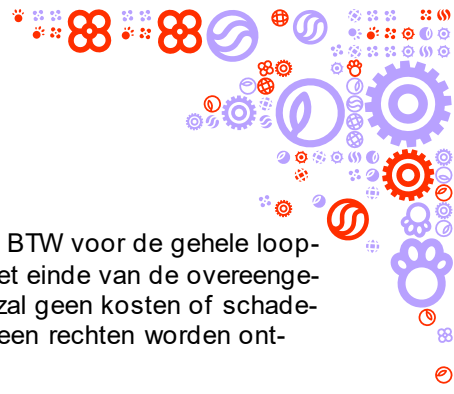 BTW voor de gehele loop-
et einde van de overeenge-
zal geen kosten of schade-
een rechten worden ont-